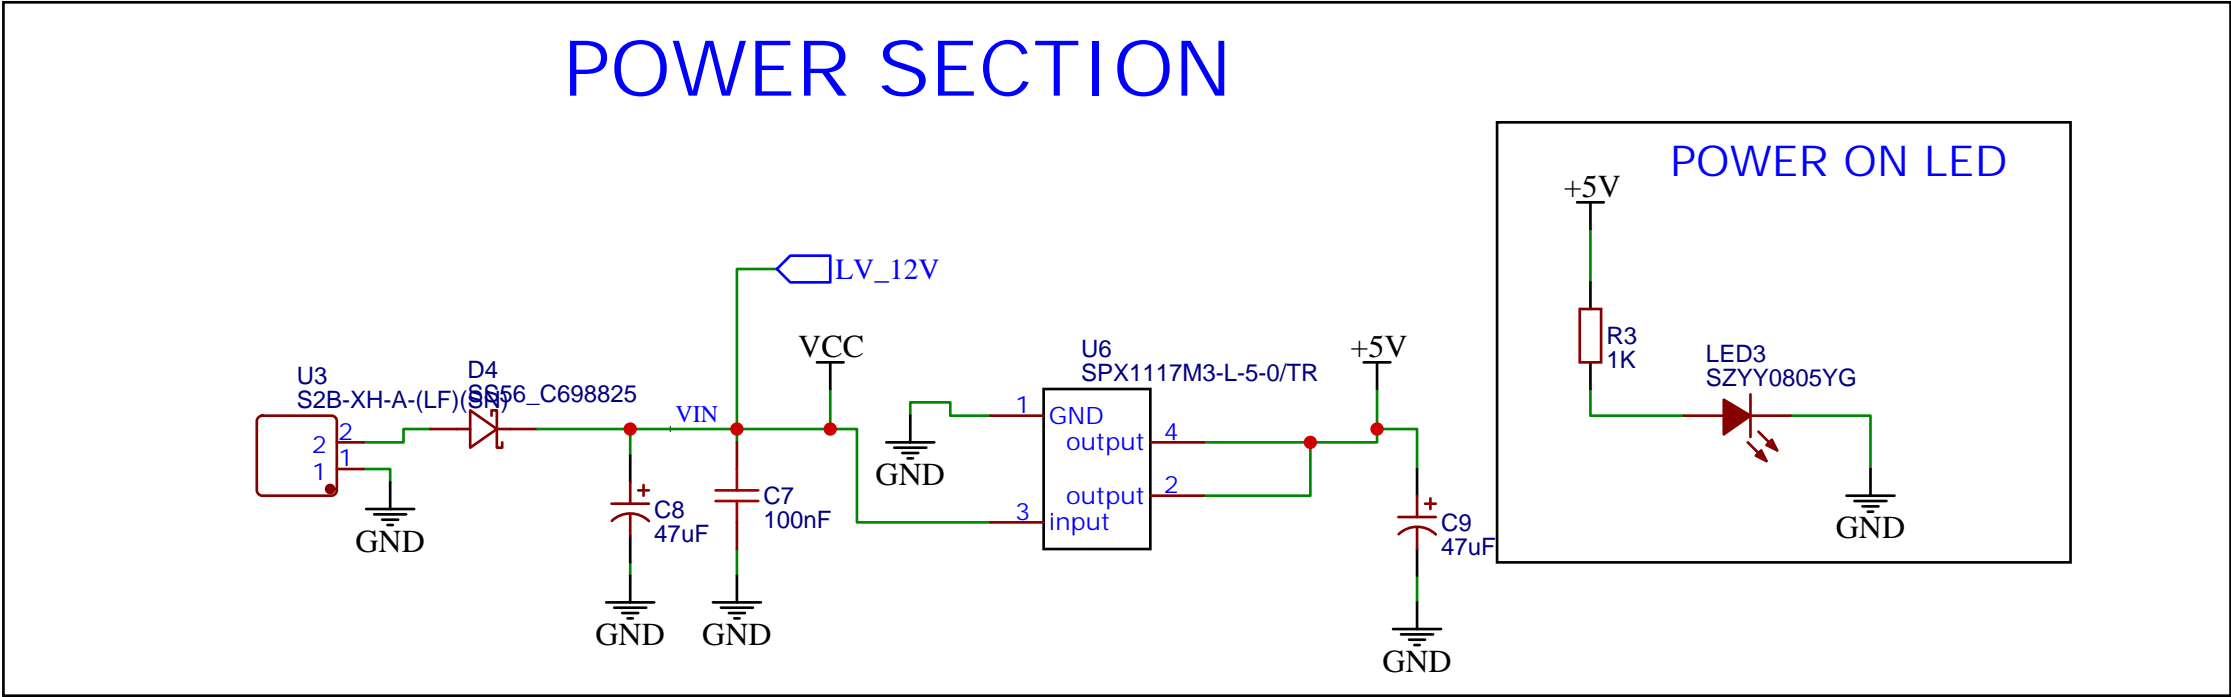 POWER SECTION
POWER ON LED
+5V
R3
1K
LED3
SZYY0805YG
GND
LV_12V
VCC
U3
S2B-XH-A-(LF)(SN)
2
2
1
1
GND
D4
SS56_C698825
VIN
C8
47uF
GND
C7
100nF
GND
GND
U6
SPX1117M3-L-5-0/TR
1
GND
output
4
output
2
3
input
+5V
C9
47uF
GND